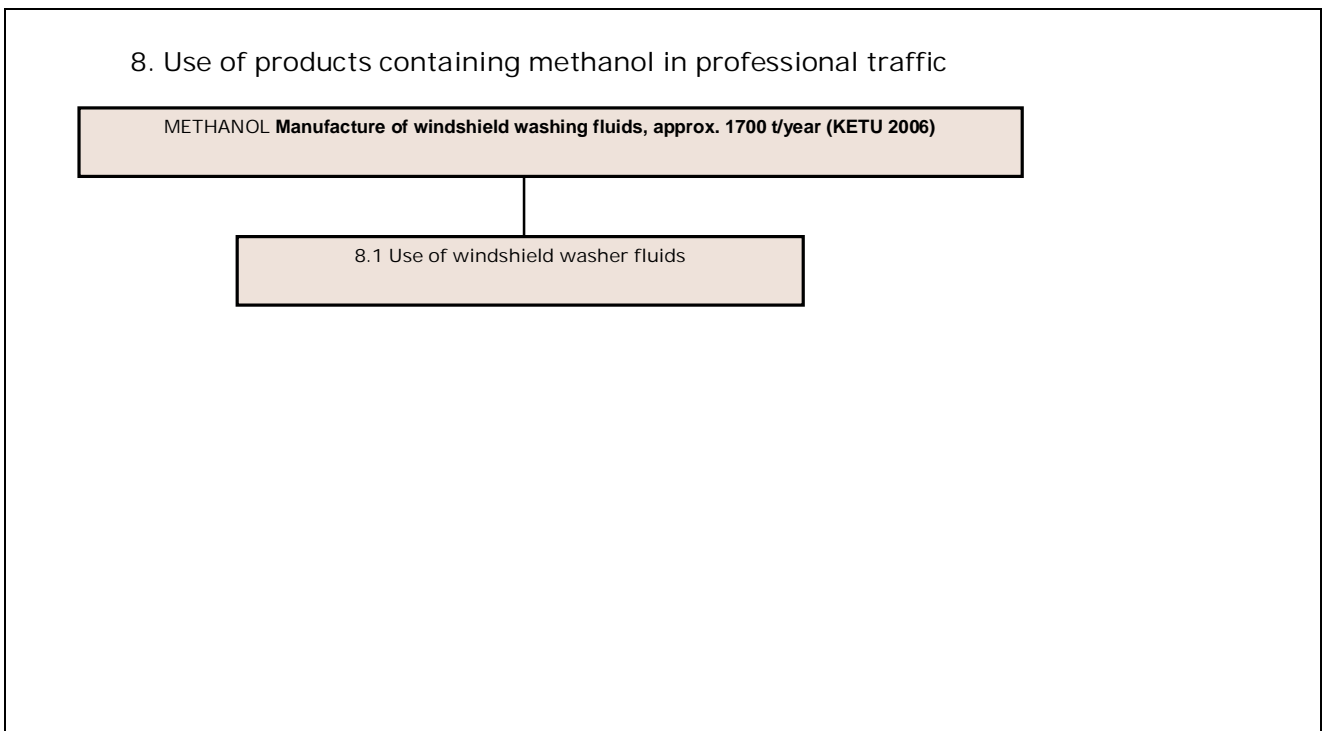 8. Use of products containing methanol in professional traffic
METHANOL Manufacture of windshield washing fluids, approx. 1700 t/year (KETU 2006)
8.1 Use of windshield washer fluids